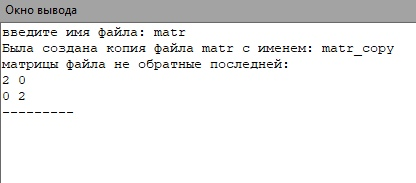 Окно вывода
введите имя файла: matr
Была создана копия файла matr с именем: matr_copy
матрицы файла не обратные последней:
2 0
0 2
---------